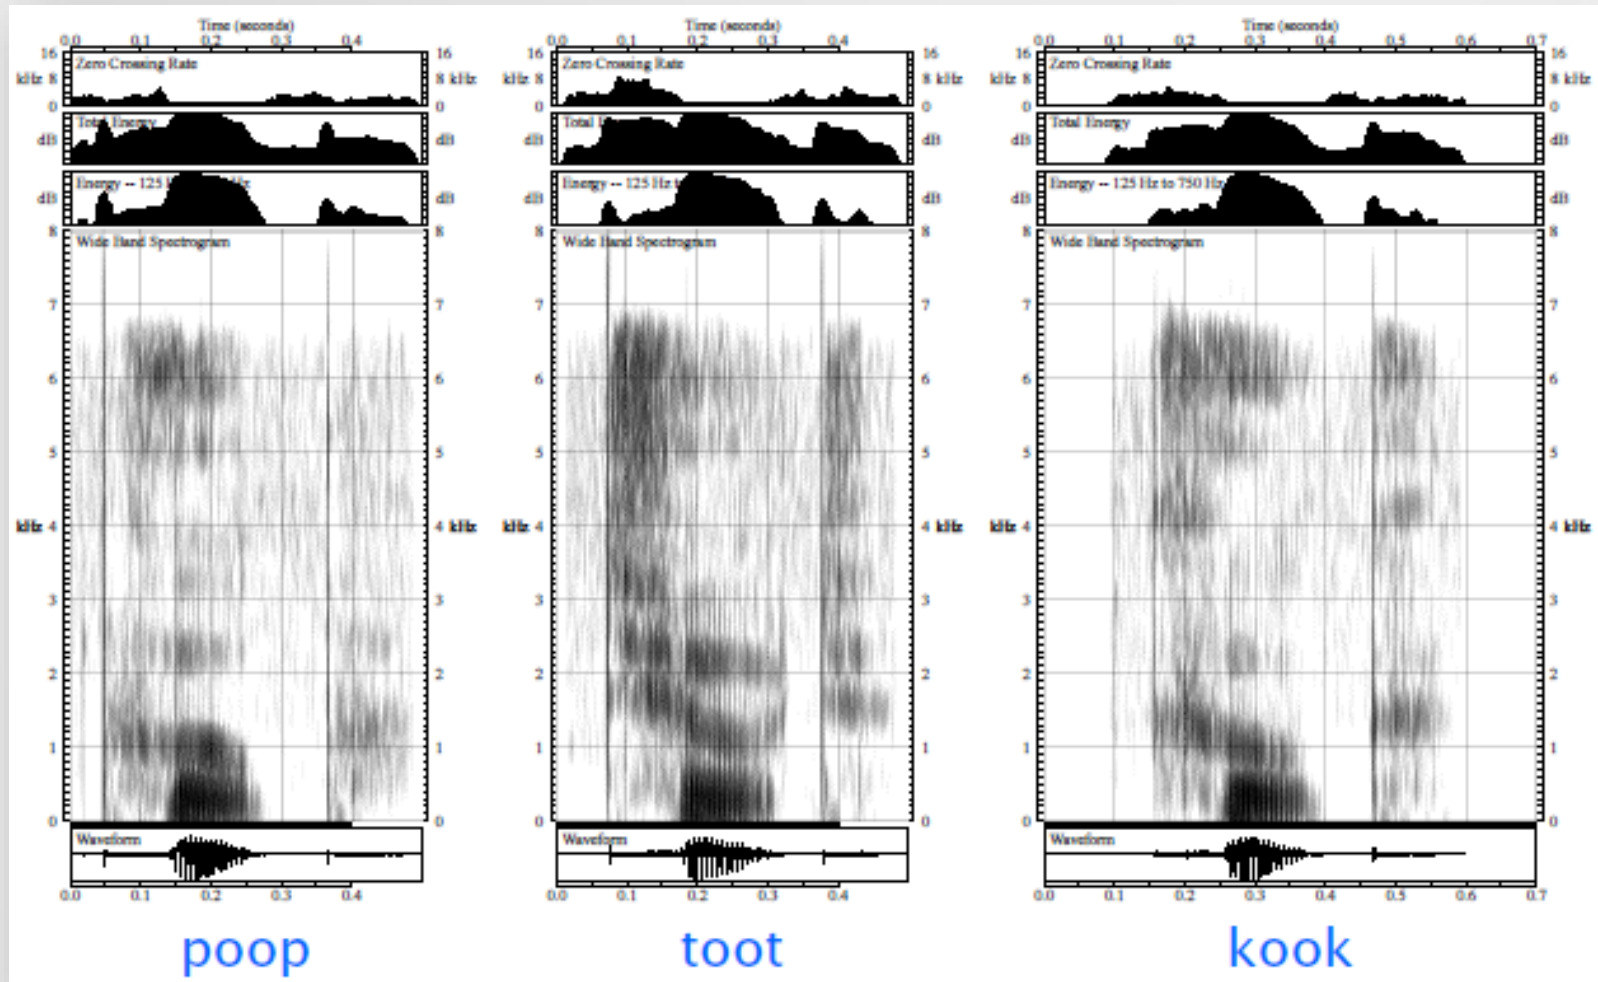 Time (seconds) Time (seconds) Time (seconds)
0.0 0.1 0.2 0.3 0.4 0.0 0.1 0.2 0.3 0.4 0.0 0.1 0.2 0.3 0.4 0.5 0.6 0.7
16 Zero Crossing Rate 16 16 Zero Crossing Rate 16 16 Zero Crossing Rate 16
kHz 8 8 kHz kHz 8 8 kHz kHz 8 8 kHz
0 0 0 0 0 0
Total Energy Total Total Energy
dB dB dB dB dB dB
Energy -- 125 Hz Energy -- 125 Hz Energy -- 125 Hz to 750 Hz
dB dB dB dB dB dB
8 Wide Band Spectrogram 8 8 Wide Band Spectrogram 8 8 Wide Band Spectrogram 8
7 7 7 7 7 7
6 6 6 6 6 6
5 5 5 5 5 5
kHz 4 4 kHz kHz 4 4 kHz kHz 4 4 kHz
3 3 3 3 3 3
2 2 2 2 2 2
1 1 1 1 1 1
0 0 0 0 0 0
Waveform Waveform Waveform
0.0 0.1 0.2 0.3 0.4 0.0 0.1 0.2 0.3 0.4 0.0 0.1 0.2 0.3 0.4 0.5 0.6 0.7
poop toot kook